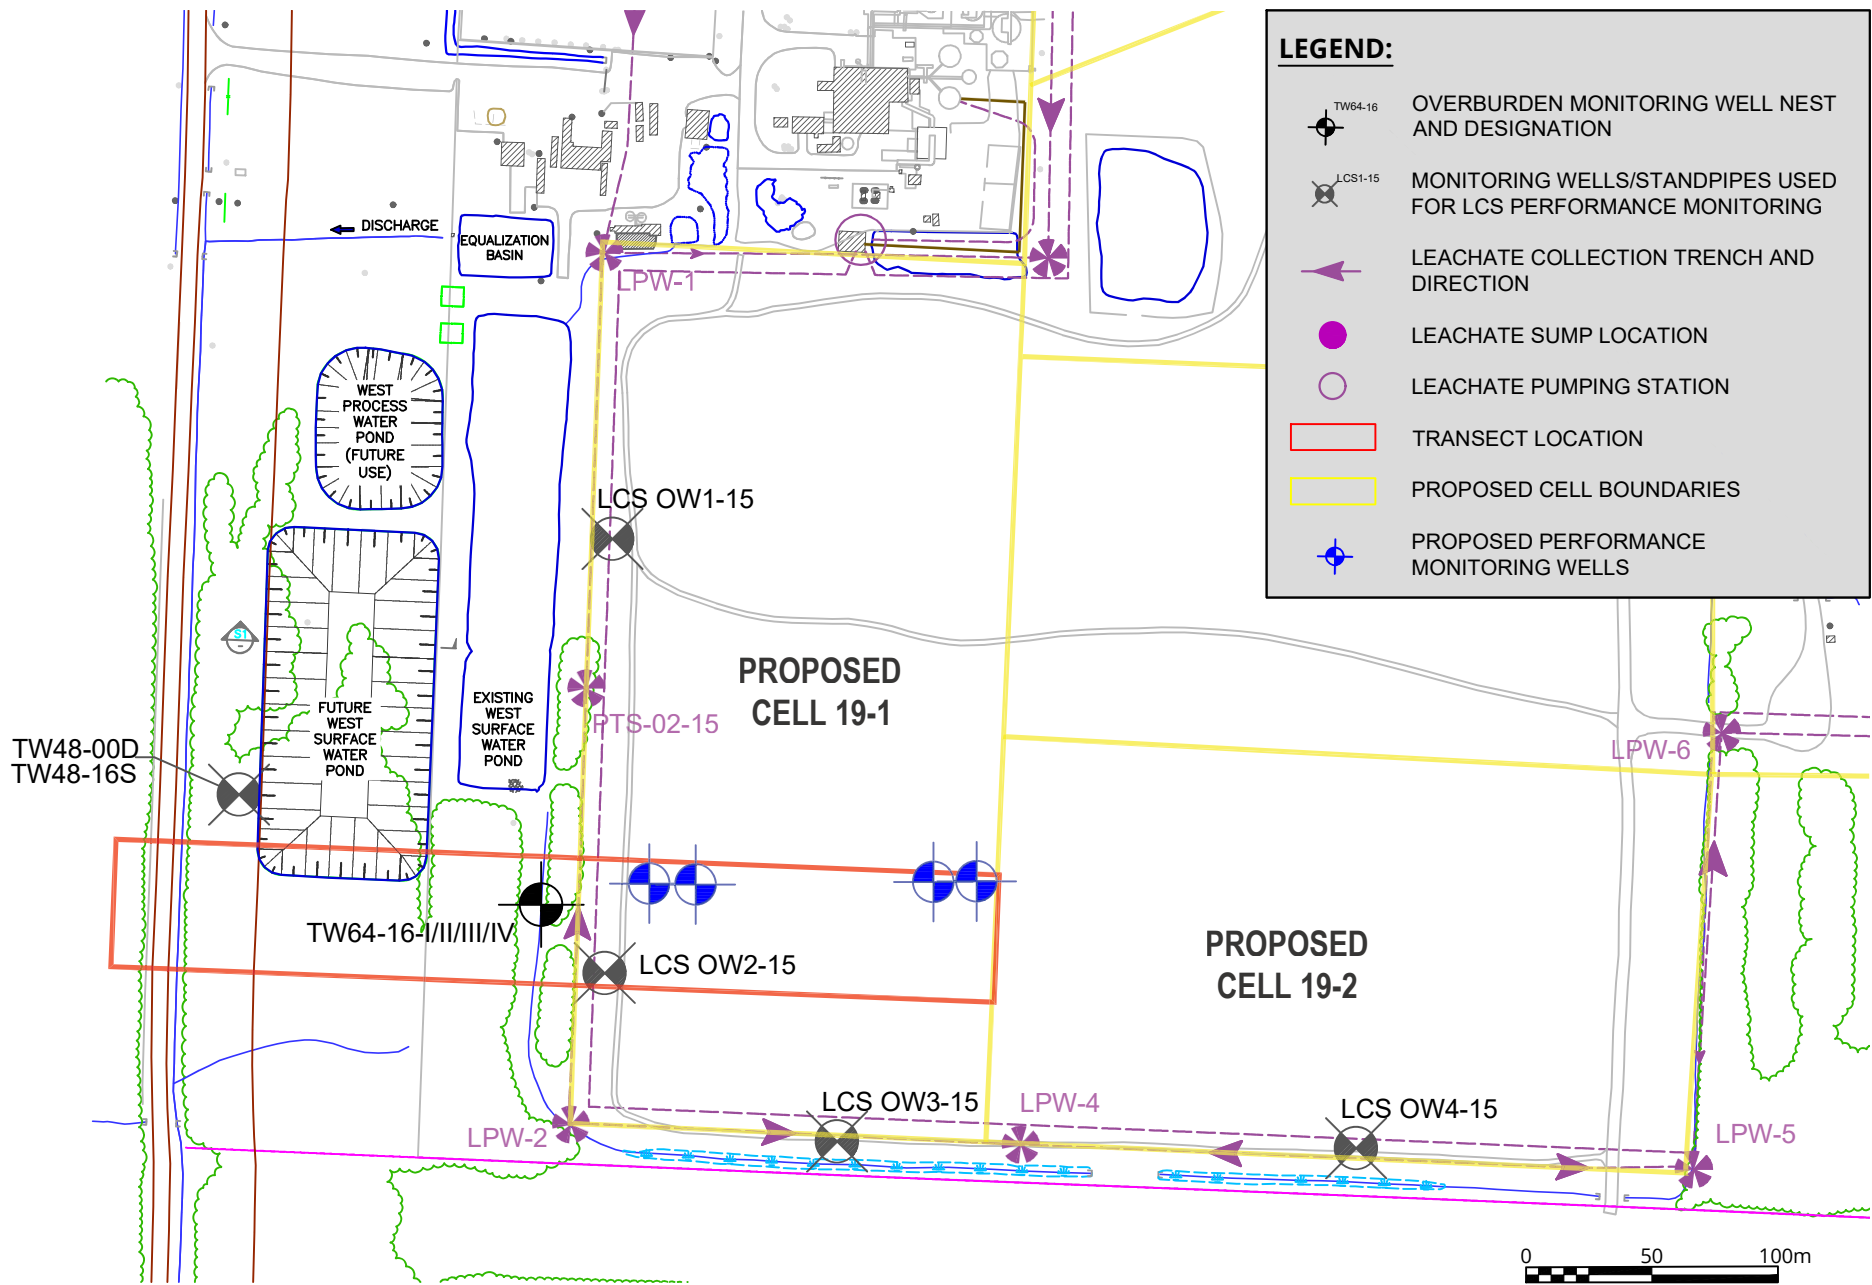 LEGEND:
TW64-16
OVERBURDEN MONITORING WELL NEST
AND DESIGNATION
LCS1-15
MONITORING WELLS/STANDPIPES USED
FOR LCS PERFORMANCE MONITORING
LEACHATE COLLECTION TRENCH AND
DIRECTION
LEACHATE SUMP LOCATION
LEACHATE PUMPING STATION
TRANSECT LOCATION
PROPOSED CELL BOUNDARIES
PROPOSED PERFORMANCE
MONITORING WELLS
DISCHARGE
EQUALIZATION
BASIN
LPW-1
WEST
PROCESS
WATER
POND
(FUTURE
USE)
LCS OW1-15
S1
PROPOSED
CELL 19-1
EXISTING
WEST
SURFACE
WATER
POND
FUTURE
WEST
SURFACE
WATER
POND
PTS-02-15
LPW-6
TW48-00D
TW48-16S
TW64-16-I/II/III/IV
LCS OW2-15
PROPOSED
CELL 19-2
LCS OW3-15
LPW-4
LCS OW4-15
LPW-2
LPW-5
0 50 100m